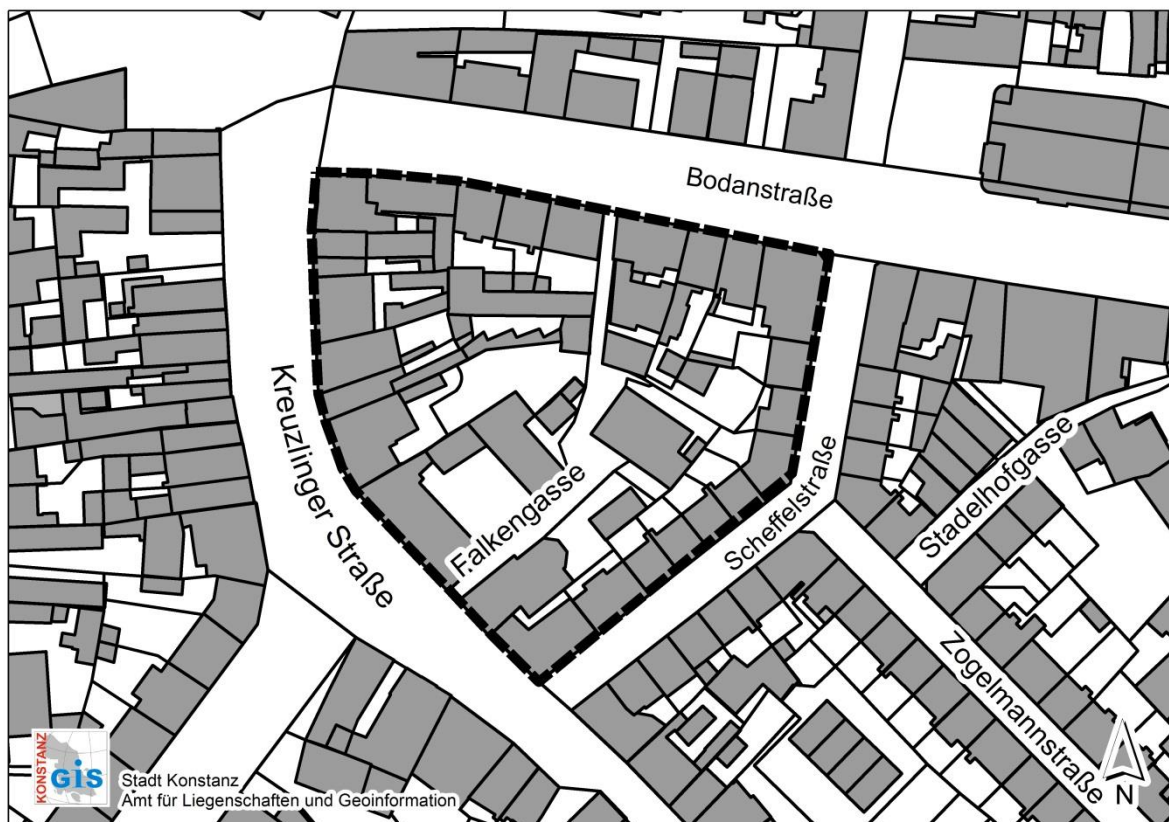 Bodanstraße
Kreuzlinger Straße
Falkengasse
Scheffelstraße
Stadelhofgasse
Zogelmannstraße
KONSTANZ
GIS
Stadt Konstanz
Amt für Liegenschaften und Geoinformation
N